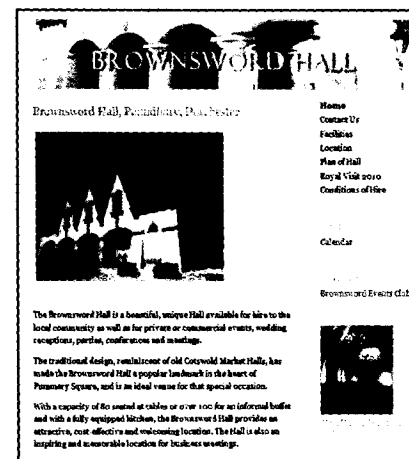 BROWNSWORD HALL
Brownsword Hall, Poundbury, Dorchester
Home
Contact Us
Facilities
Location
Plan of Hall
Royal Visit 2010
Conditions of Hire
Calendar
Brownsword Events Club
The Brownsword Hall is a beautiful, unique Hall available for hire to the
local community as well as for private or commercial events, wedding
receptions, parties, conferences and meetings.
The traditional design, reminiscent of old Cotswold Market Halls, has
made the Brownsword Hall a popular landmark in the heart of
Pummery Square, and is an ideal venue for that special occasion.
With a capacity of 80 seated at tables or over 100 for an informal buffet
and with a fully equipped kitchen, the Brownsword Hall provides an
attractive, cost-effective and welcoming location. The Hall is also an
inspiring and memorable location for business meetings.